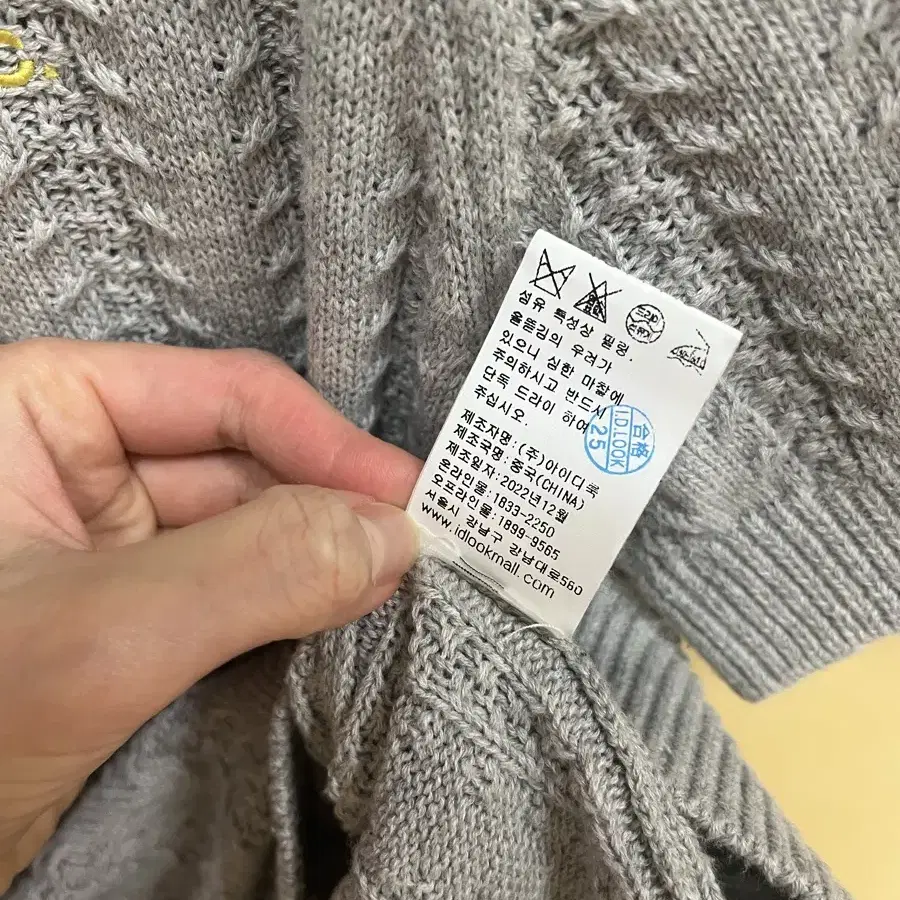 섬유 특성상 필링,
올뜯김의 우려가
있으니 심한 마찰에
주의하시고 반드시
단독 드라이 하여
주십시오.
제조자명:(주)아이디룩
제조국명:중국(CHINA)
제조일자:2022년12월
온라인몰:1833-2250
오프라인몰:1899-9565
서울시 강남구 강남대로560
www.idlookmall.com
合格
I.D.LOOK
25